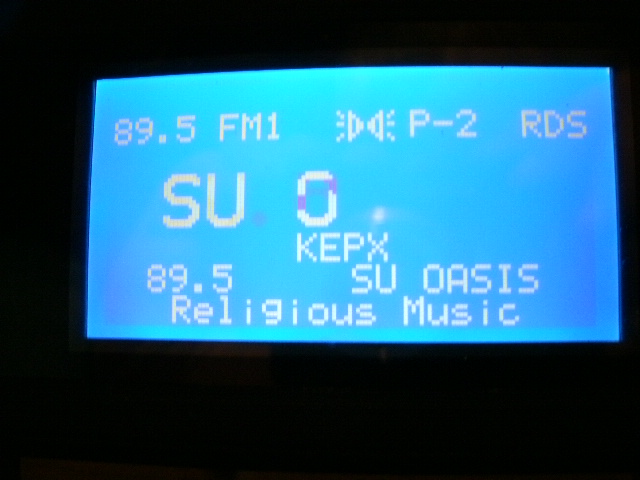 89.5 FM1 P-2 RDS
SU O
KEPX
89.5 SU OASIS
Religious Music